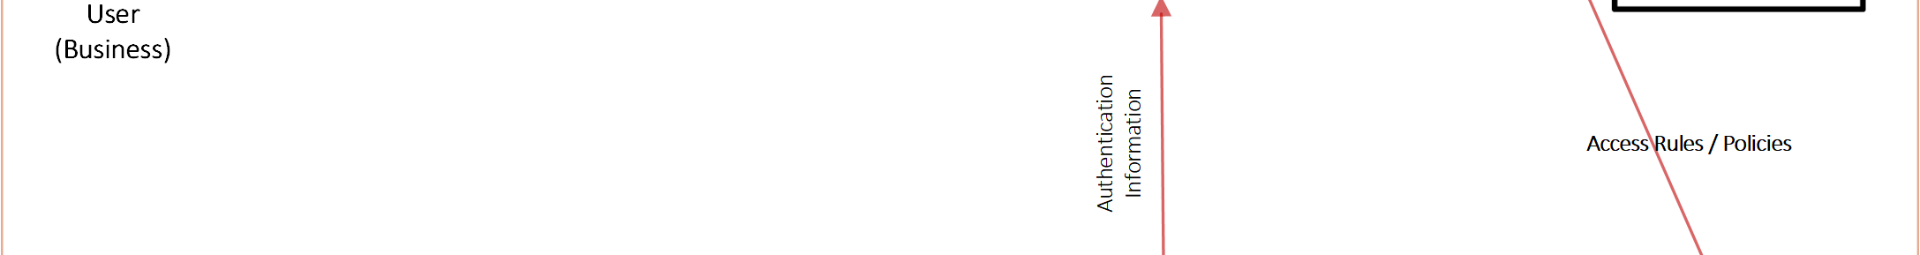 User
(Business)
Authentication
Information
Access Rules / Policies